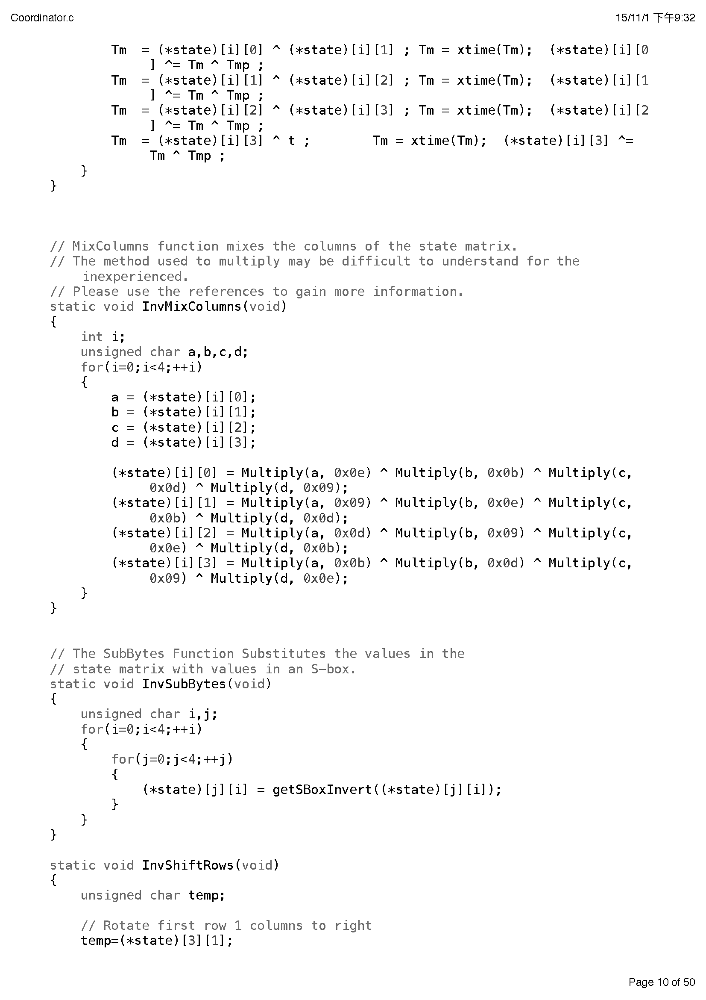 Coordinator.c
15/11/1 下午9:32
Tm  = (*state)[i][0] ^ (*state)[i][1] ; Tm = xtime(Tm);  (*state)[i][0
] ^= Tm ^ Tmp ;
Tm  = (*state)[i][1] ^ (*state)[i][2] ; Tm = xtime(Tm);  (*state)[i][1
] ^= Tm ^ Tmp ;
Tm  = (*state)[i][2] ^ (*state)[i][3] ; Tm = xtime(Tm);  (*state)[i][2
] ^= Tm ^ Tmp ;
Tm  = (*state)[i][3] ^ t ;        Tm = xtime(Tm);  (*state)[i][3] ^=
Tm ^ Tmp ;
}
}
// MixColumns function mixes the columns of the state matrix.
// The method used to multiply may be difficult to understand for the
inexperienced.
// Please use the references to gain more information.
static void InvMixColumns(void)
{
int i;
unsigned char a,b,c,d;
for(i=0;i<4;++i)
{
a = (*state)[i][0];
b = (*state)[i][1];
c = (*state)[i][2];
d = (*state)[i][3];
(*state)[i][0] = Multiply(a, 0x0e) ^ Multiply(b, 0x0b) ^ Multiply(c,
0x0d) ^ Multiply(d, 0x09);
(*state)[i][1] = Multiply(a, 0x09) ^ Multiply(b, 0x0e) ^ Multiply(c,
0x0b) ^ Multiply(d, 0x0d);
(*state)[i][2] = Multiply(a, 0x0d) ^ Multiply(b, 0x09) ^ Multiply(c,
0x0e) ^ Multiply(d, 0x0b);
(*state)[i][3] = Multiply(a, 0x0b) ^ Multiply(b, 0x0d) ^ Multiply(c,
0x09) ^ Multiply(d, 0x0e);
}
}
// The SubBytes Function Substitutes the values in the
// state matrix with values in an S-box.
static void InvSubBytes(void)
{
unsigned char i,j;
for(i=0;i<4;++i)
{
for(j=0;j<4;++j)
{
(*state)[j][i] = getSBoxInvert((*state)[j][i]);
}
}
}
static void InvShiftRows(void)
{
unsigned char temp;
// Rotate first row 1 columns to right
temp=(*state)[3][1];
Page 10 of 50